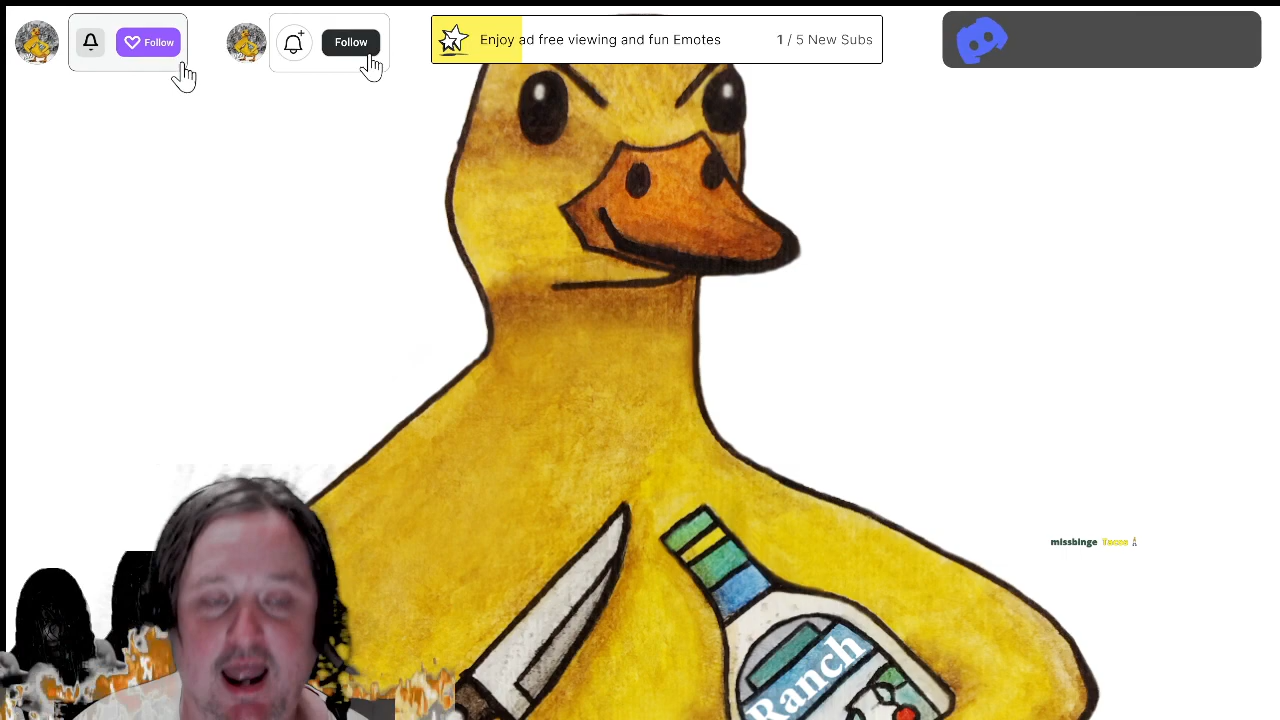 Follow
Follow
Enjoy ad free viewing and fun Emotes 1 / 5 New Subs
missbinge
Ranch